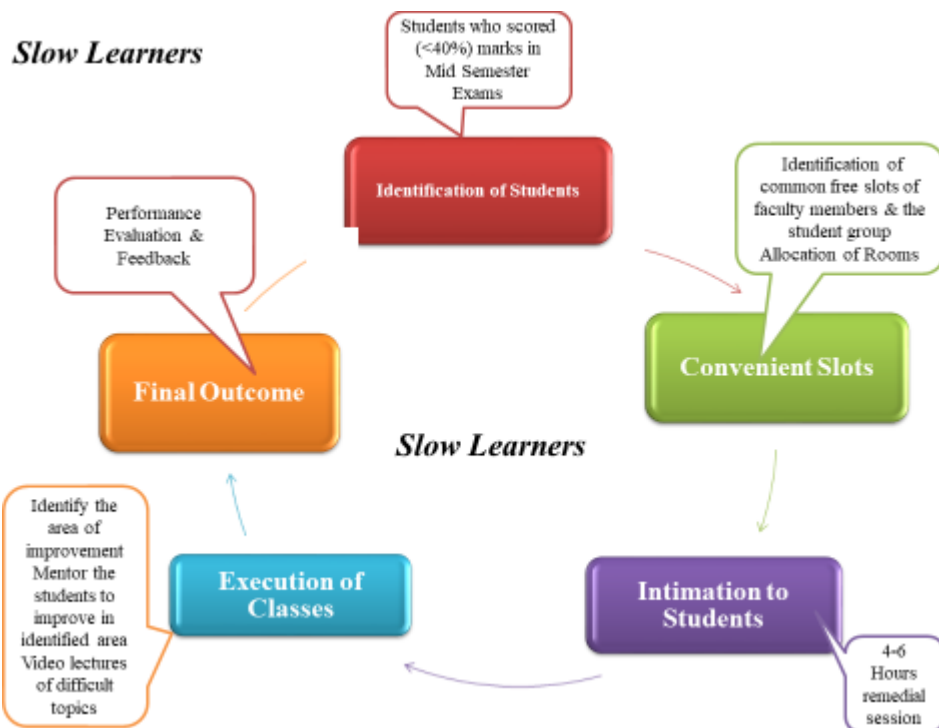 Slow Learners
Students who scored
(<40%) marks in
Mid Semester
Exams
Identification of Students
Identification of
common free slots of
faculty members & the
student group
Allocation of Rooms
Convenient Slots
Intimation to
Students
4-6
Hours
remedial
session
Execution of
Classes
Identify the
area of
improvement
Mentor the
students to
improve in
identified area
Video lectures
of difficult
topics
Final Outcome
Performance
Evaluation &
Feedback
Slow Learners